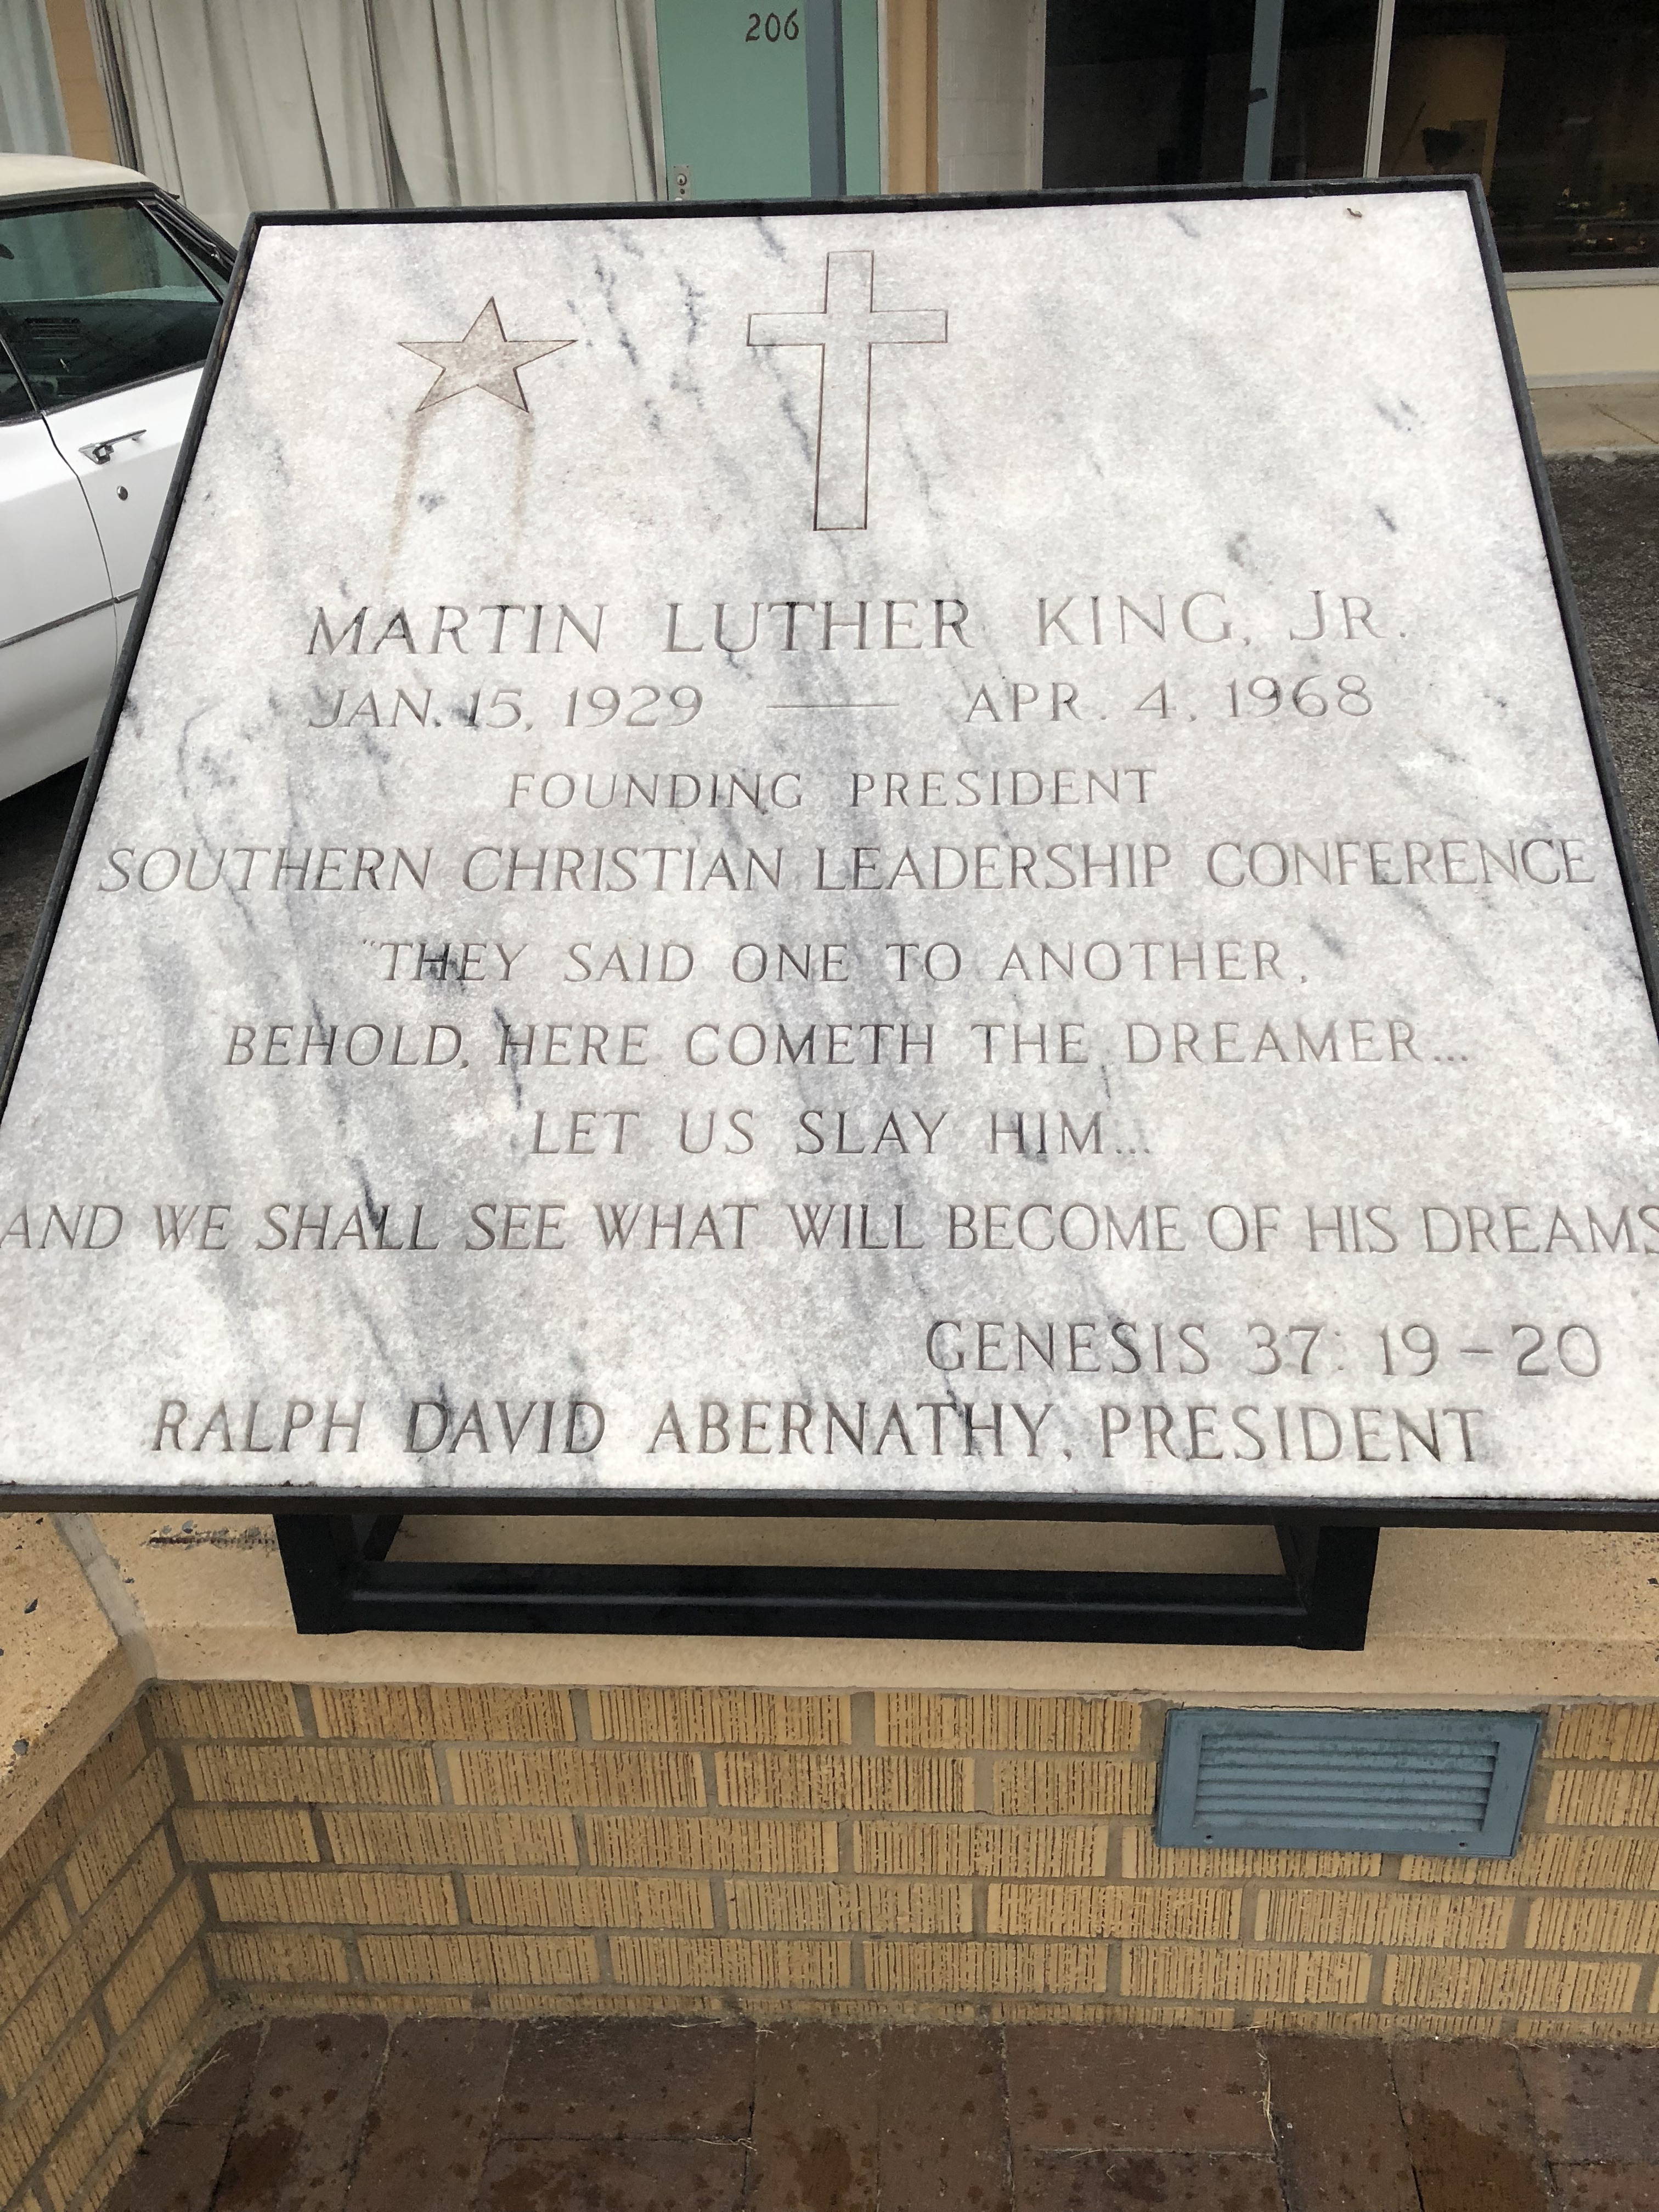 206
MARTIN LUTHER KING, JR.
JAN. 15, 1929 — APR. 4, 1968
FOUNDING PRESIDENT
SOUTHERN CHRISTIAN LEADERSHIP CONFERENCE
"THEY SAID ONE TO ANOTHER,
BEHOLD, HERE COMETH THE DREAMER...
LET US SLAY HIM...
AND WE SHALL SEE WHAT WILL BECOME OF HIS DREAMS
GENESIS 37: 19-20
RALPH DAVID ABERNATHY, PRESIDENT